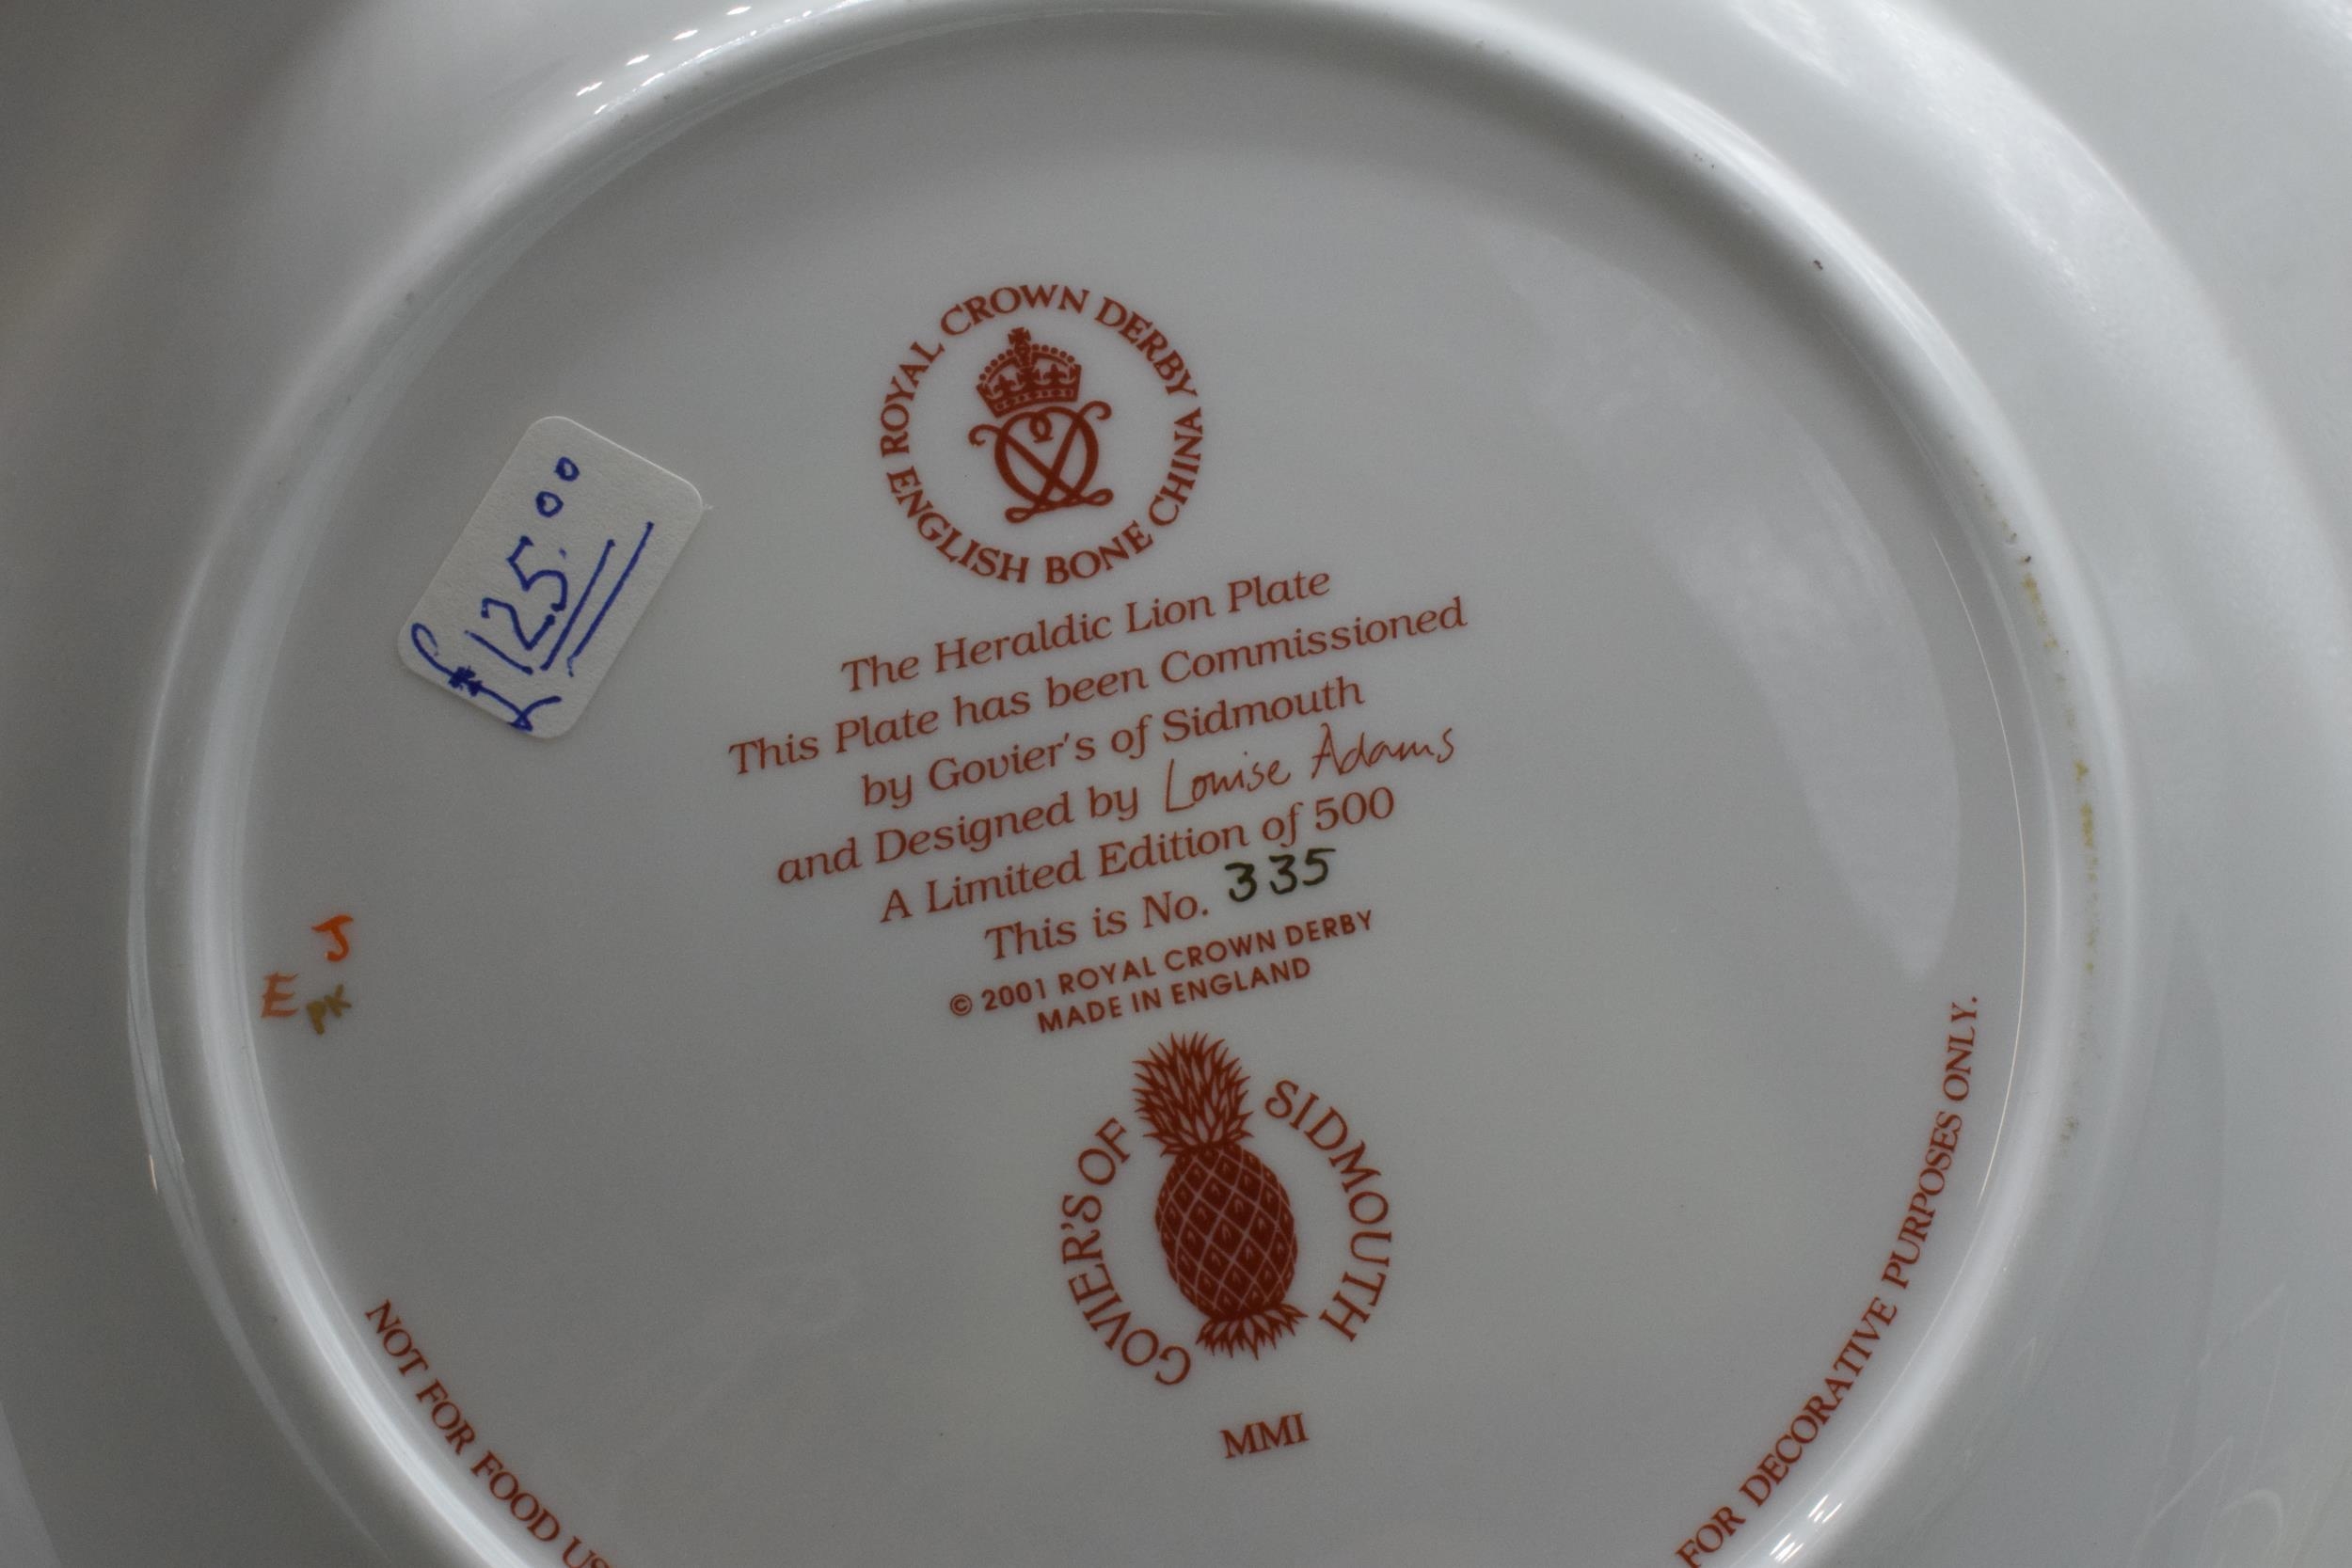 ROYAL CROWN DERBY
ENGLISH BONE CHINA
£125.00
The Heraldic Lion Plate
This Plate has been Commissioned
by Govier's of Sidmouth
and Designed by Louise Adams
A Limited Edition of 500
This is No. 335
© 2001 ROYAL CROWN DERBY
MADE IN ENGLAND
J
E
PK
GOVIER'S OF SIDMOUTH
MMI
NOT FOR FOOD
FOR DECORATIVE PURPOSES ONLY.